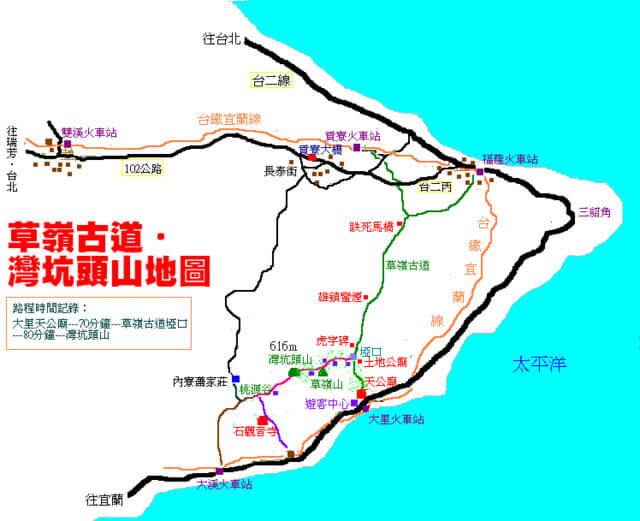 往台北
台二線
往瑞芳．台北
雙溪火車站
台鐵宜蘭線
貢寮火車站
貢寮大橋
102公路
長泰街
福隆火車站
台二丙
三紹角
草嶺古道．
灣坑頭山地圖
跌死馬橋
台鐵宜蘭線
草嶺古道
路程時間記錄：
大里天公廟---70分鐘---草嶺古道埡口
---80分鐘---灣坑頭山
雄鎮蠻煙
虎字碑
埡口
616m
灣坑頭山
土地公廟
太平洋
草嶺山
天公廟
內寮蕭家莊
桃源谷
遊客中心
大里火車站
石觀音寺
大溪火車站
往宜蘭